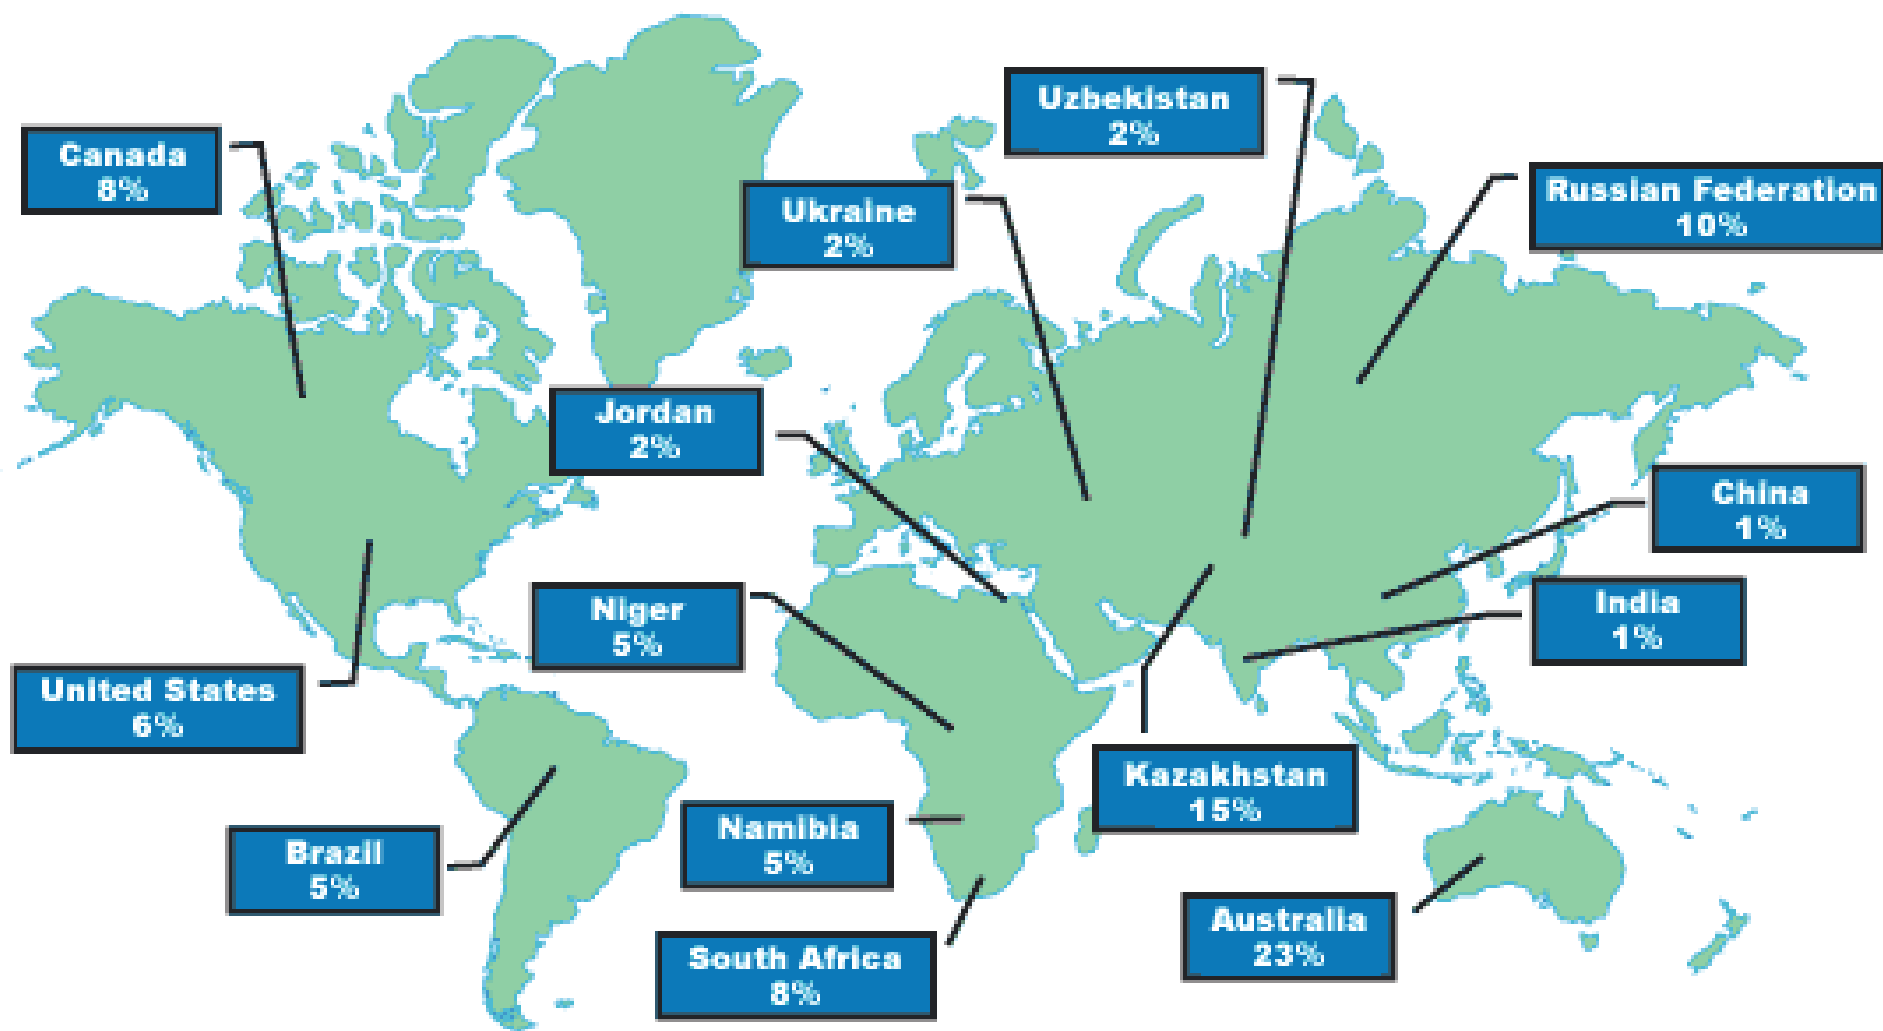 Uzbekistan
2%
Canada
8%
Russian Federation
10%
Ukraine
2%
Jordan
2%
China
1%
Niger
5%
India
1%
United States
6%
Kazakhstan
15%
Namibia
5%
Brazil
5%
Australia
23%
South Africa
8%